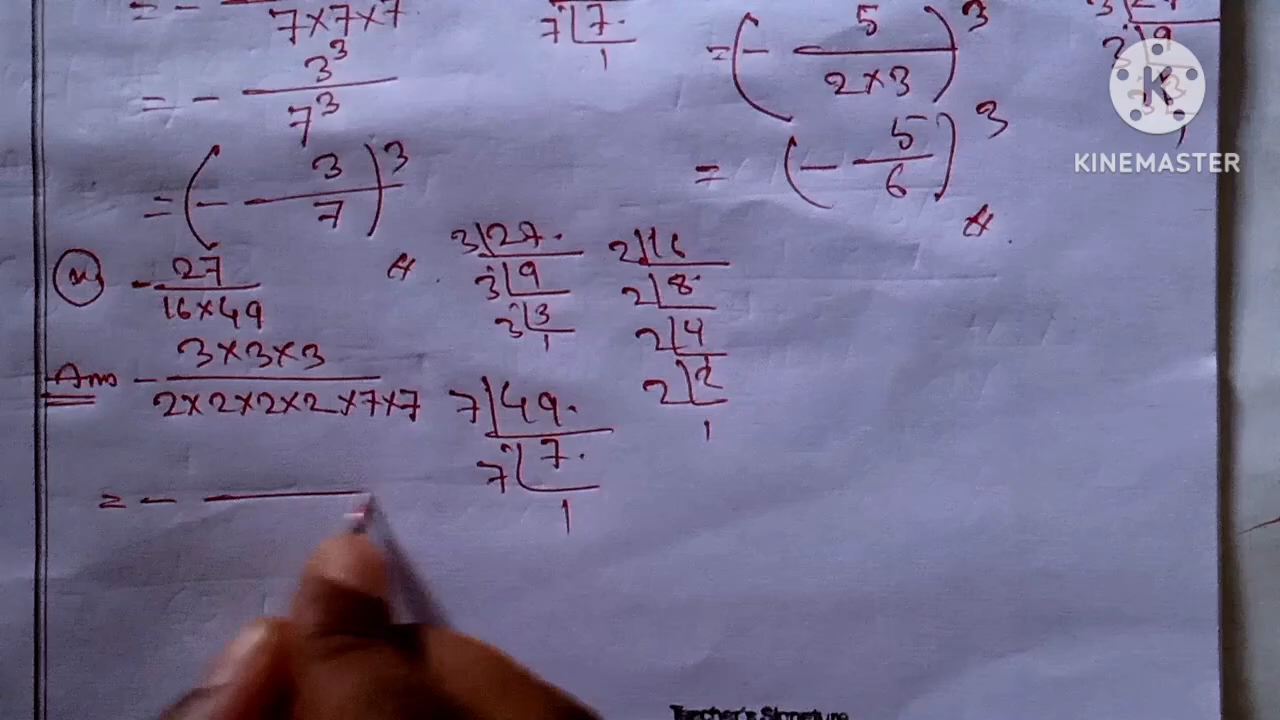 = - 7×7×7
7|7.
1
= - 3³/7³
= (- 3/7)³
= (- 5/(2×3))³
= (- 5/6)³
KINEMASTER
- 27/(16×49)
3|27.
3|9
3|3
1
2|16
2|8
2|4
2|2
1
Ans - (3×3×3)/(2×2×2×2×7×7)
7|49.
7|7.
1
= -
Teacher's Signature